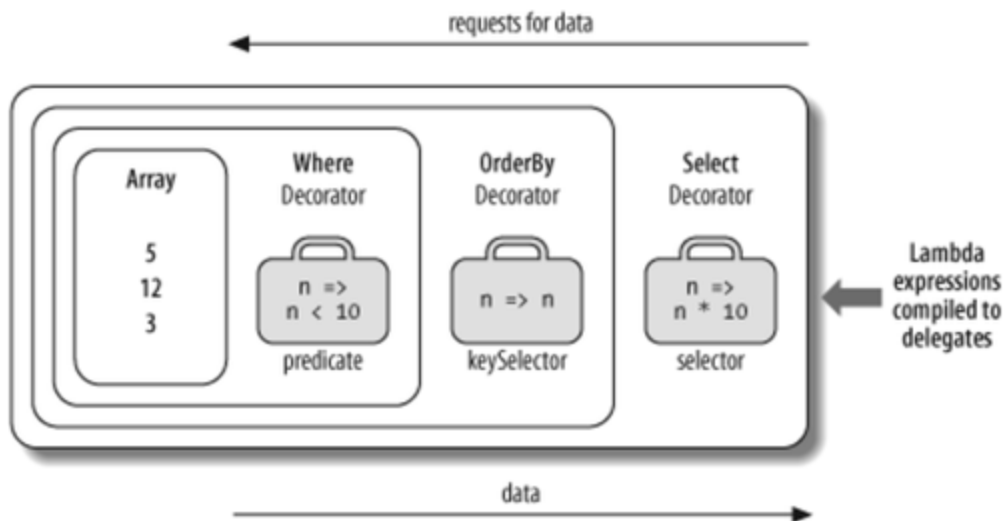 requests for data
Array
5
12
3
Where
Decorator
n =>
n < 10
predicate
OrderBy
Decorator
n => n
keySelector
Select
Decorator
n =>
n * 10
selector
Lambda
expressions
compiled to
delegates
data